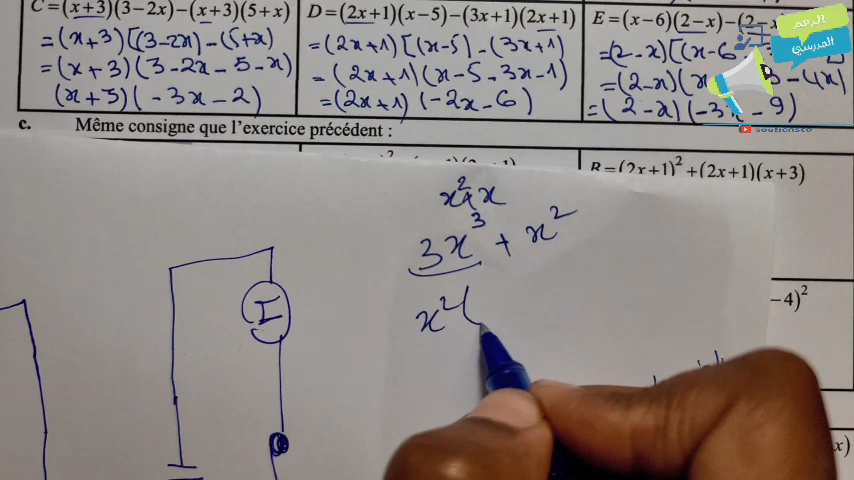 C = (x+3)(3−2x)−(x+3)(5+x)
=(x+3)[(3-2x)-(5+x)
=(x+3)(3-2x-5-x)
(x+3)(-3x-2)
D = (2x+1)(x−5)−(3x+1)(2x+1)
=(2x+1)[(x-5)-(3x+1)
=(2x+1)(x-5-3x-1)
=(2x+1)(-2x-6)
E = (x−6)(2−x)−(2−
=(2-x)[(x-6
=(2-x)(x 3-4x)
=(2-x)(-3x-9)
الدعم
المدرسي
soutiensco
c. Même consigne que l'exercice précédent :
B = (2x+1)² + (2x+1)(x+3)
x²+x
3x³ + x²
x²(
I
−4)²
x)